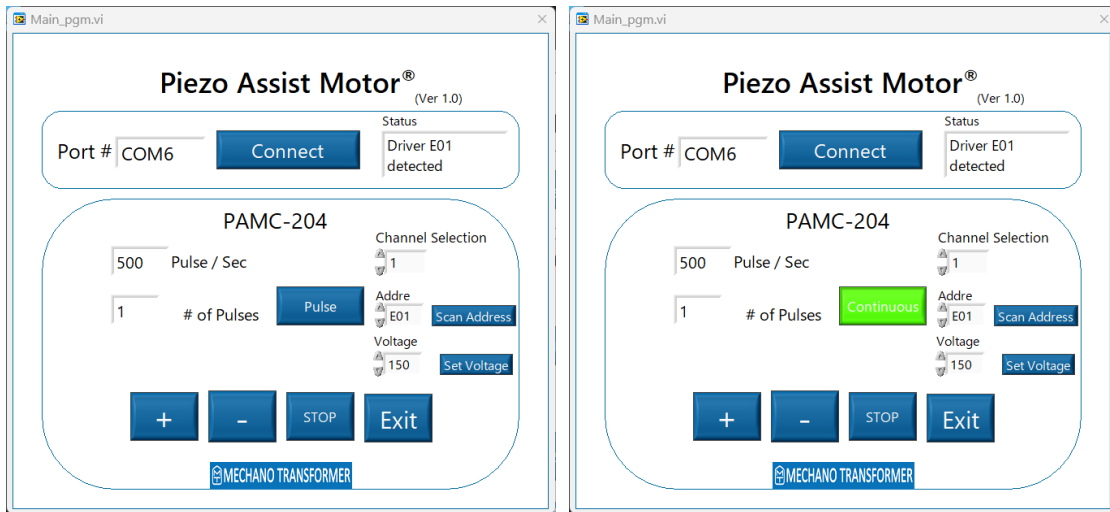 Main_pgm.vi
Piezo Assist Motor®
(Ver 1.0)
Status
Port # COM6 Connect Driver E01
detected
PAMC-204
Channel Selection
500 Pulse / Sec 1
Addre
1 # of Pulses Pulse E01 Scan Address
Voltage
150 Set Voltage
+ - STOP Exit
MECHANO TRANSFORMER
Main_pgm.vi
Piezo Assist Motor®
(Ver 1.0)
Status
Port # COM6 Connect Driver E01
detected
PAMC-204
Channel Selection
500 Pulse / Sec 1
Addre
1 # of Pulses Continuous E01 Scan Address
Voltage
150 Set Voltage
+ - STOP Exit
MECHANO TRANSFORMER